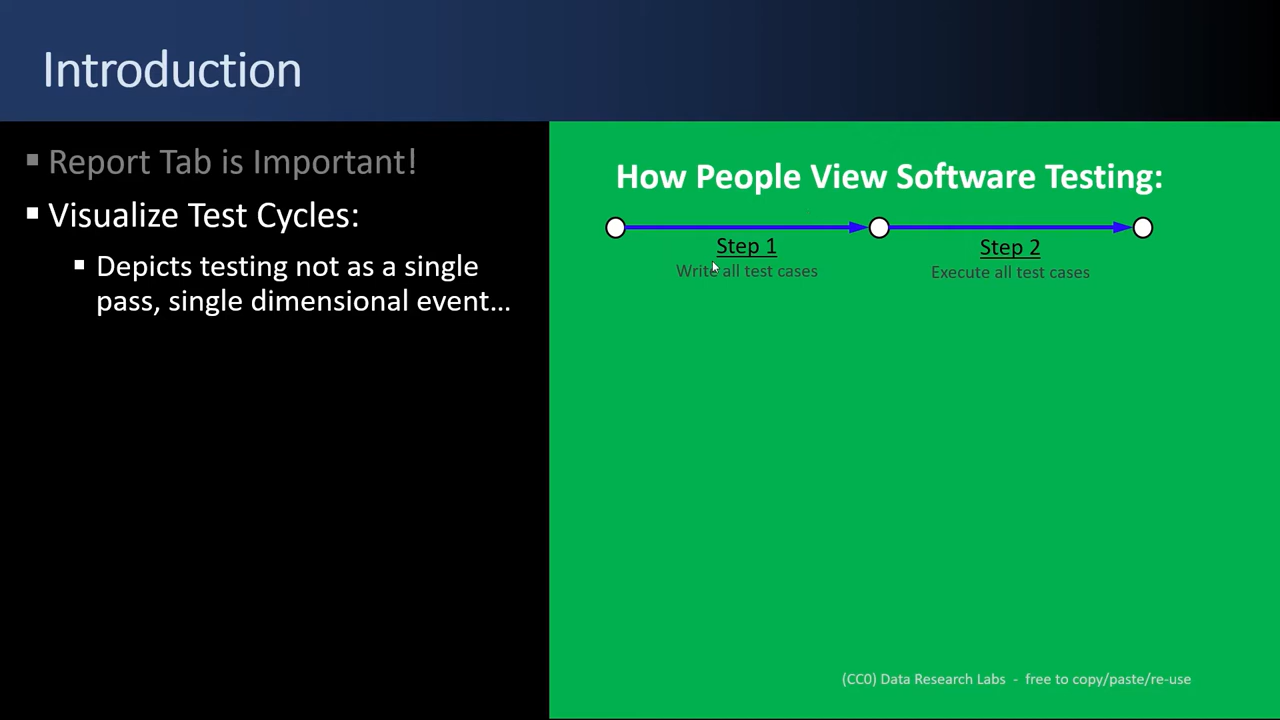 Introduction
▪ Report Tab is Important!
▪ Visualize Test Cycles:
▪ Depicts testing not as a single
pass, single dimensional event...
How People View Software Testing:
Step 1
Write all test cases
Step 2
Execute all test cases
(CC0) Data Research Labs - free to copy/paste/re-use